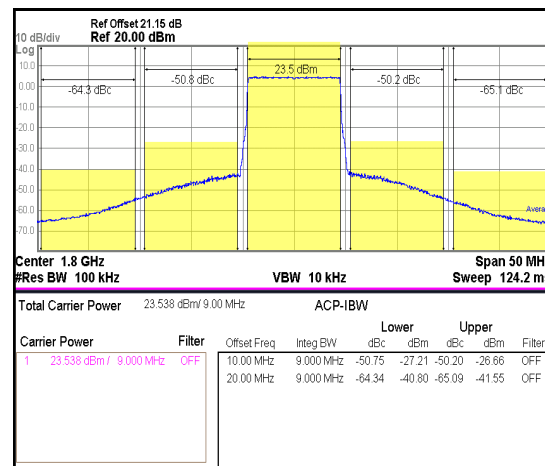 Ref Offset 21.15 dB
10 dB/div Ref 20.00 dBm
Log
10.0
0.00
-10.0
-20.0
-30.0
-40.0
-50.0
-60.0
-70.0
-64.3 dBc
-50.8 dBc
23.5 dBm
-50.2 dBc
-65.1 dBc
Avera
Center 1.8 GHz Span 50 MH
#Res BW 100 kHz VBW 10 kHz Sweep 124.2 m
Total Carrier Power 23.538 dBm/ 9.00 MHz ACP-IBW
Lower Upper
Carrier Power Filter Offset Freq Integ BW dBc dBm dBc dBm Filter
1 23.538 dBm / 9.000 MHz OFF 10.00 MHz 9.000 MHz -50.75 -27.21 -50.20 -26.66 OFF
20.00 MHz 9.000 MHz -64.34 -40.80 -65.09 -41.55 OFF